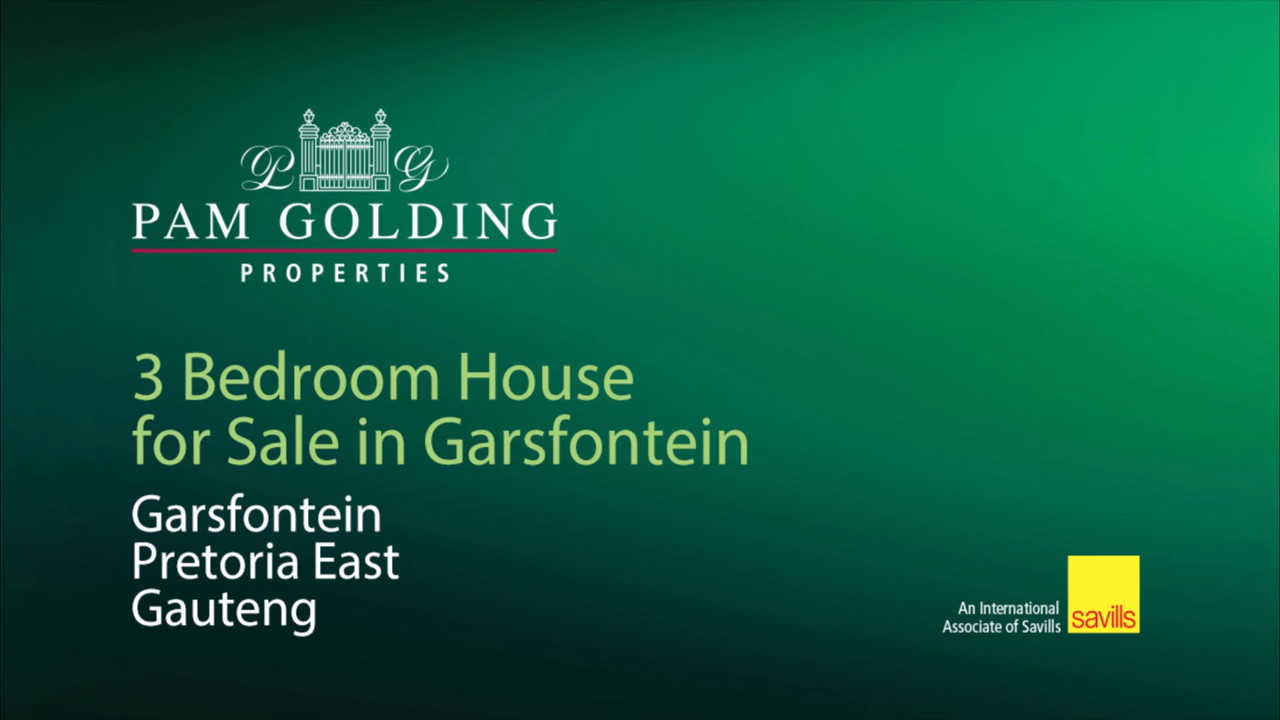 P G
PAM GOLDING
PROPERTIES
3 Bedroom House
for Sale in Garsfontein
Garsfontein
Pretoria East
Gauteng
An International
Associate of Savills
savills